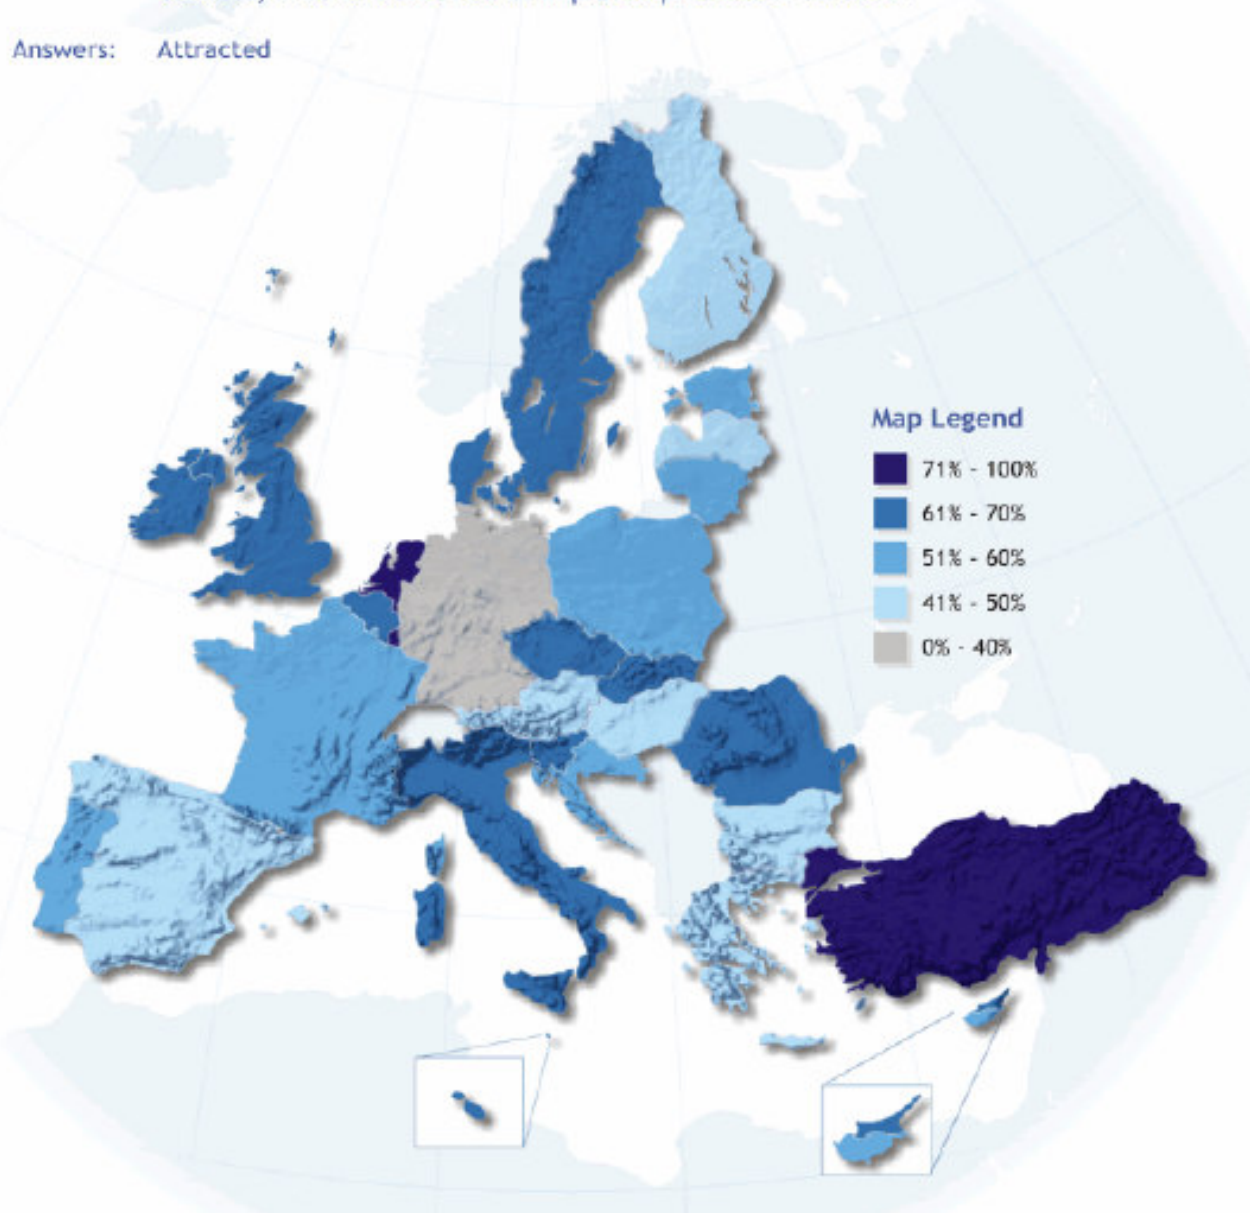 Answers: Attracted
Map Legend
71% - 100%
61% - 70%
51% - 60%
41% - 50%
0% - 40%